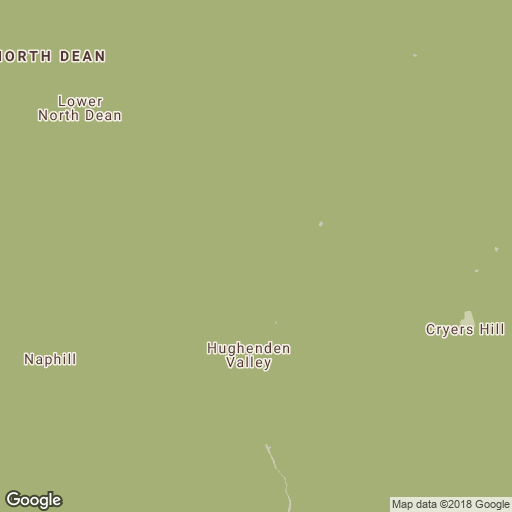 NORTH DEAN
Lower
North Dean
Cryers Hill
Hughenden
Valley
Naphill
Google
Map data ©2018 Google